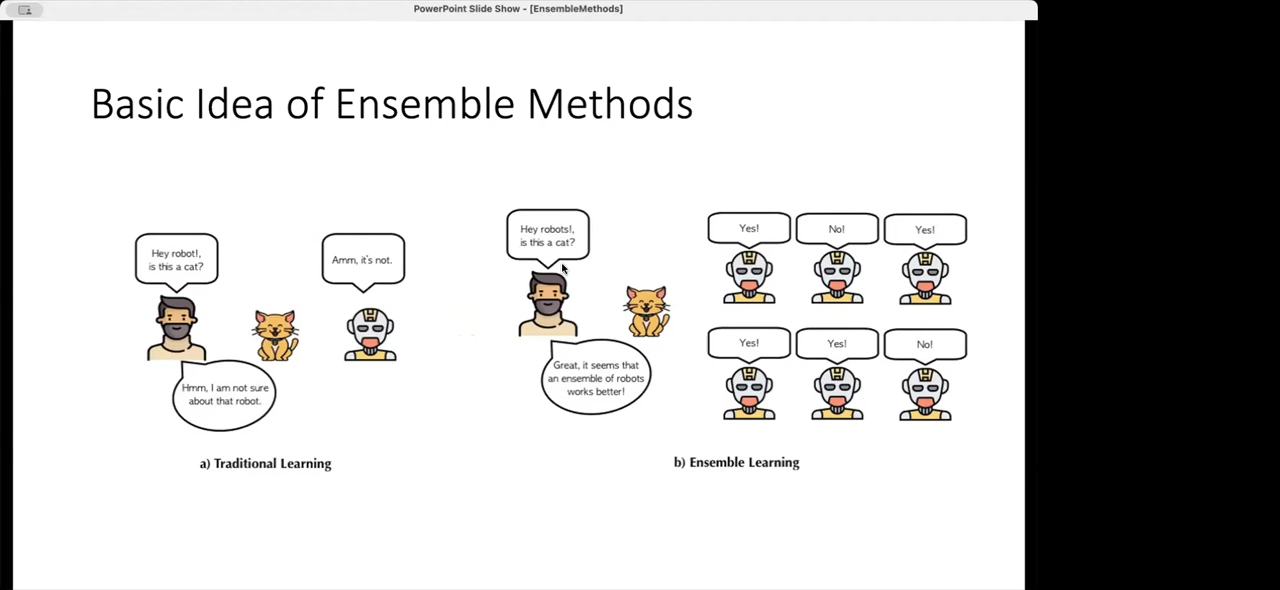 PowerPoint Slide Show - [EnsembleMethods]
Basic Idea of Ensemble Methods
Hey robot!,
is this a cat?
Amm, it's not.
Hmm, I am not sure
about that robot.
a) Traditional Learning
Hey robots!,
is this a cat?
Great, it seems that
an ensemble of robots
works better!
Yes!
No!
Yes!
Yes!
Yes!
No!
b) Ensemble Learning